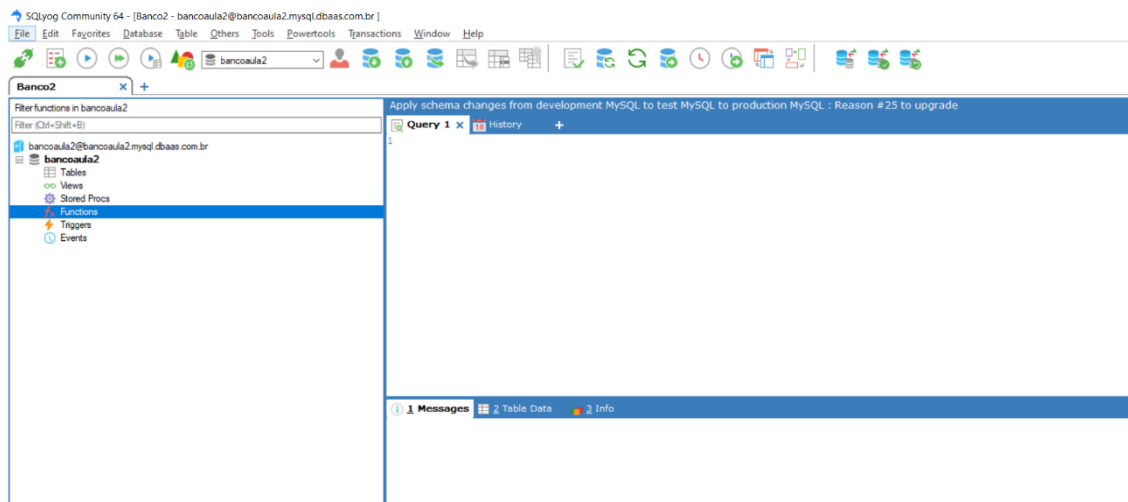 SQLyog Community 64 - [Banco2 - bancoaula2@bancoaula2.mysql.dbaas.com.br ]
File Edit Favorites Database Table Others Tools Powertools Transactions Window Help
bancoaula2
Banco2
Filter functions in bancoaula2
Filter (Ctrl+Shift+B)
bancoaula2@bancoaula2.mysql.dbaas.com.br
bancoaula2
Tables
Views
Stored Procs
Functions
Triggers
Events
Apply schema changes from development MySQL to test MySQL to production MySQL : Reason #25 to upgrade
Query 1 History
1
1 Messages 2 Table Data 3 Info